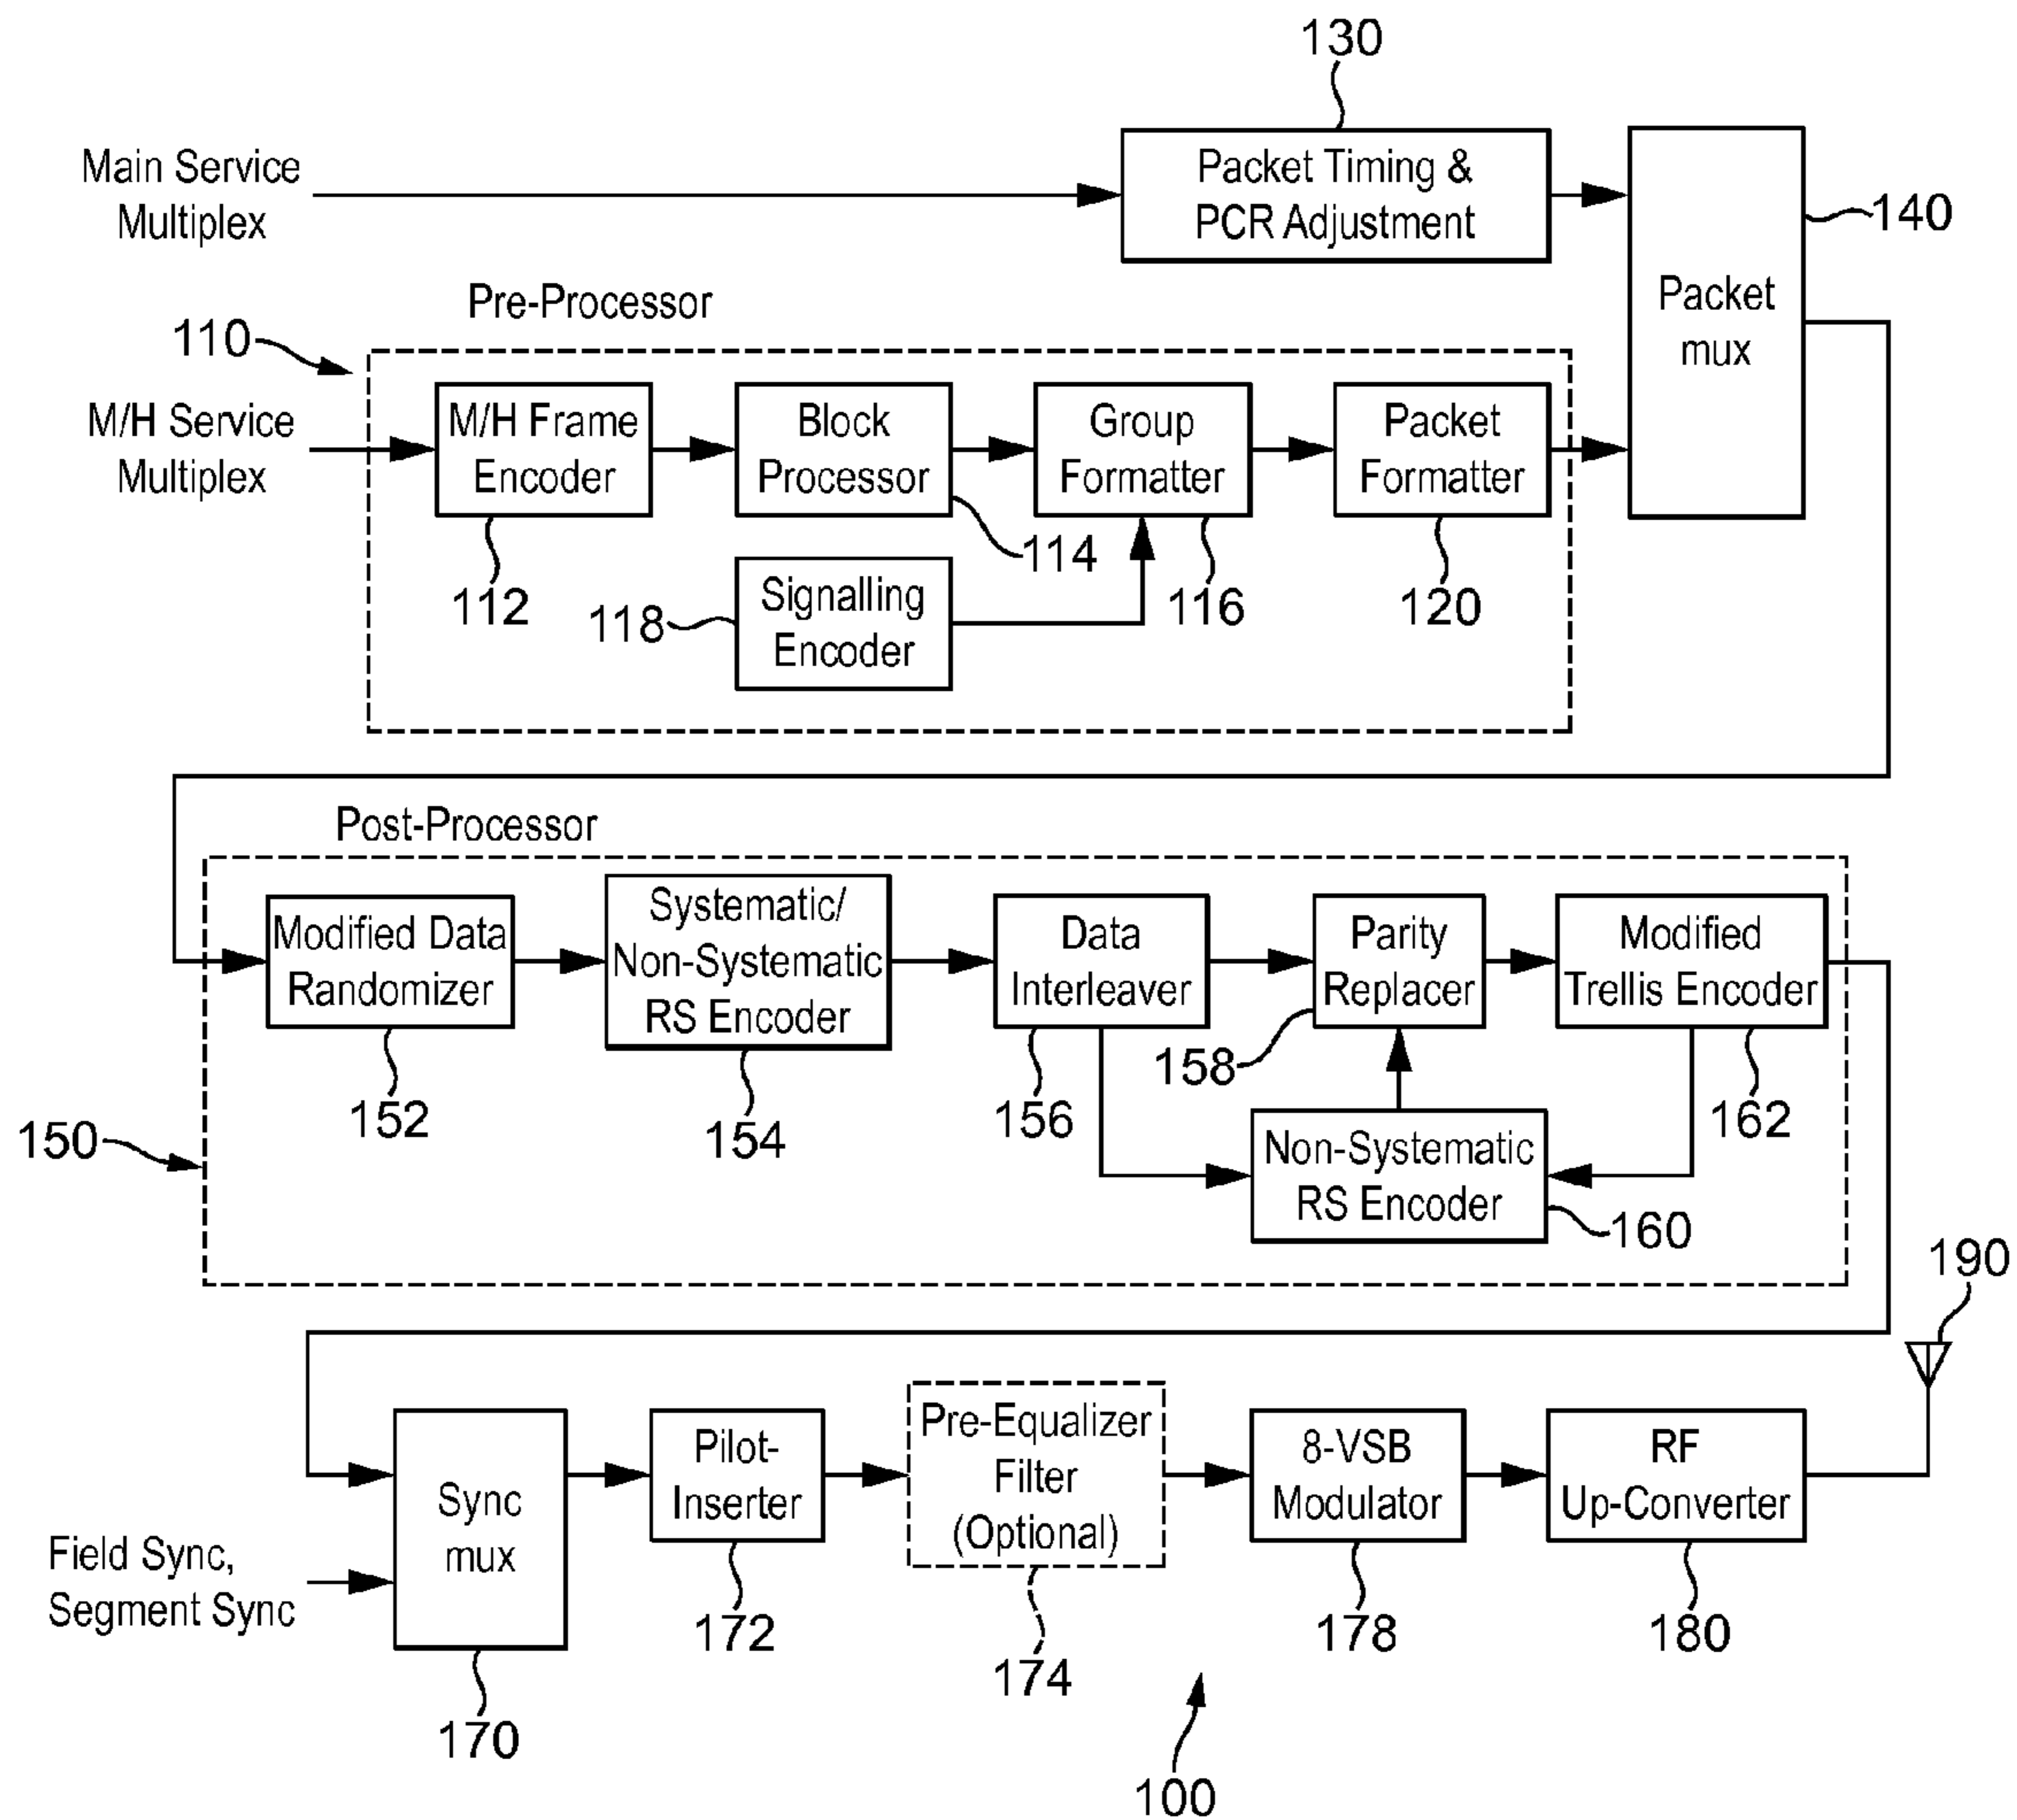 130
Main Service
Multiplex
Packet Timing &
PCR Adjustment
140
Packet
mux
Pre-Processor
110
M/H Service
Multiplex
M/H Frame
Encoder
Block
Processor
Group
Formatter
Packet
Formatter
112
114
116
120
118
Signalling
Encoder
Post-Processor
Modified Data
Randomizer
Systematic/
Non-Systematic
RS Encoder
Data
Interleaver
Parity
Replacer
Modified
Trellis Encoder
152
154
156
158
162
150
Non-Systematic
RS Encoder
160
190
Sync
mux
Pilot-
Inserter
Pre-Equalizer
Filter
(Optional)
8-VSB
Modulator
RF
Up-Converter
Field Sync,
Segment Sync
170
172
174
178
180
100